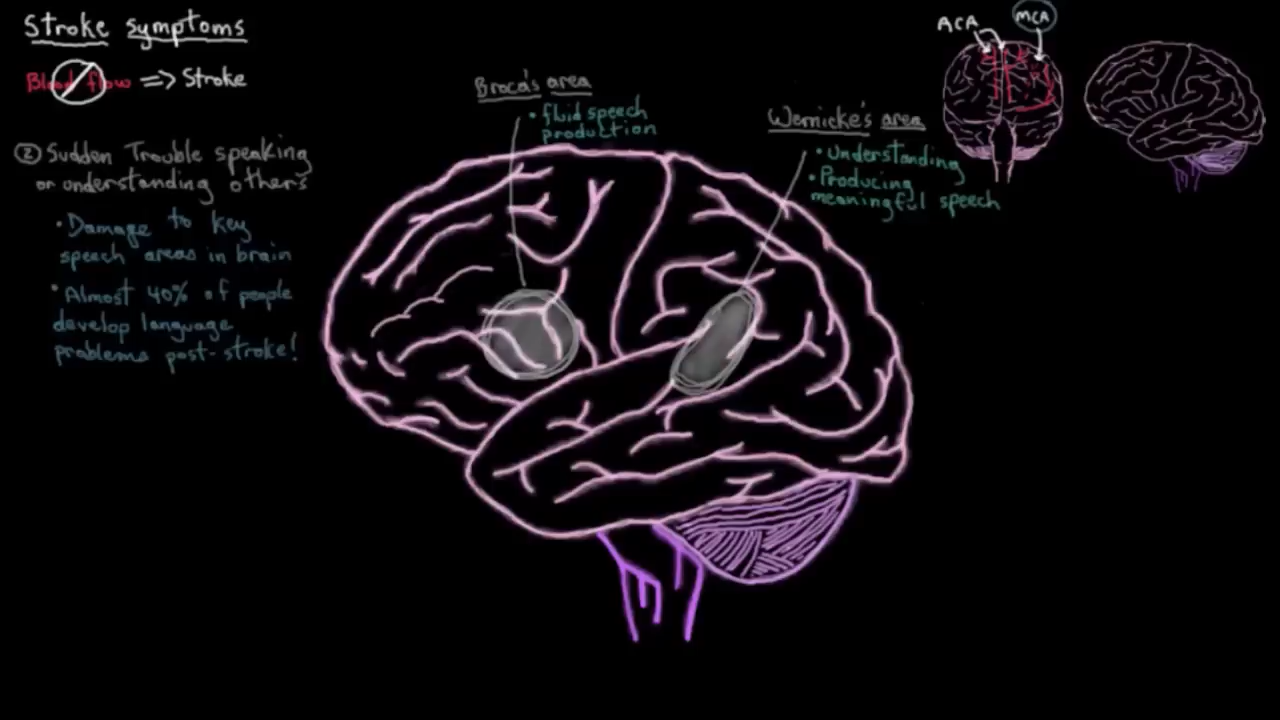 Stroke symptoms
Blood flow => Stroke
② Sudden Trouble speaking
or understanding others
• Damage to key
speech areas in brain
• Almost 40% of people
develop language
problems post-stroke!
Broca's area
• fluid speech
production
Wernicke's area
• Understanding
• Producing
meaningful speech
ACA
MCA